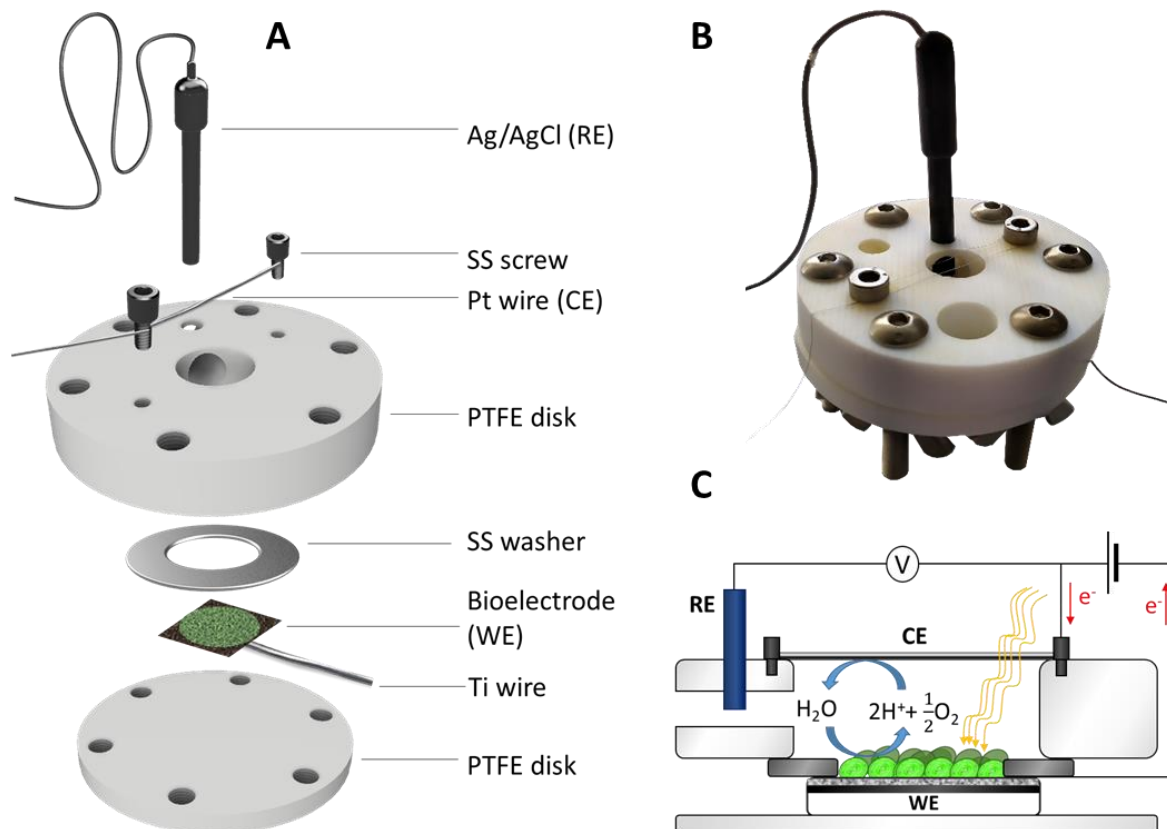 A
Ag/AgCl (RE)
SS screw
Pt wire (CE)
PTFE disk
SS washer
Bioelectrode
(WE)
Ti wire
PTFE disk
B
C
V
RE
e⁻
e⁻
CE
H₂O
2H⁺+ ½O₂
WE